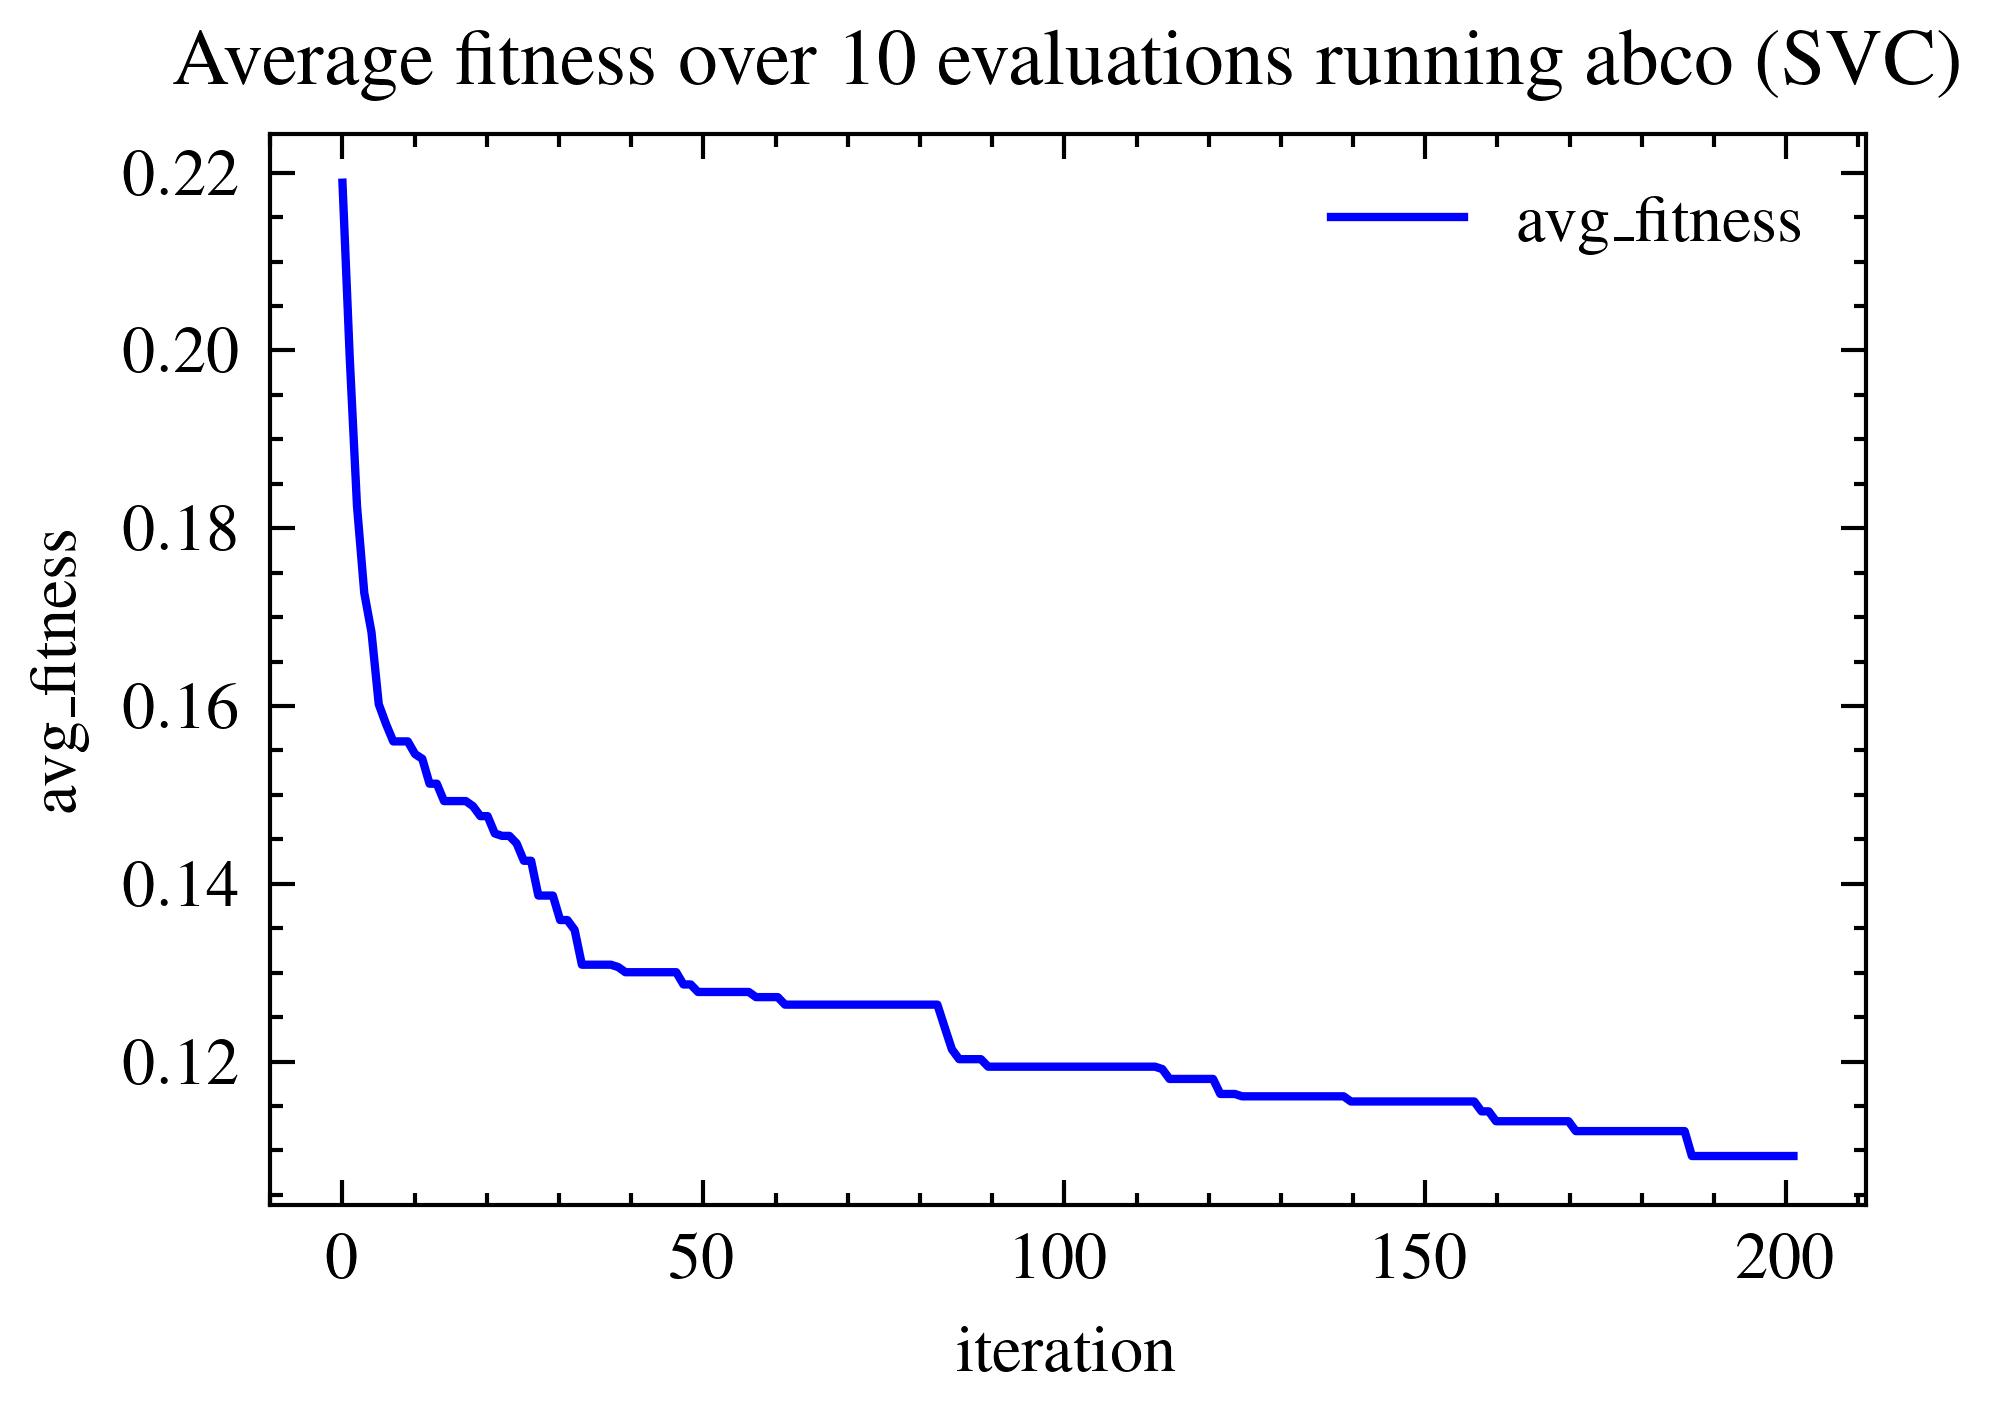 Average fitness over 10 evaluations running abco (SVC)
avg_fitness
0.22
0.20
0.18
0.16
0.14
0.12
avg_fitness
0 50 100 150 200
iteration